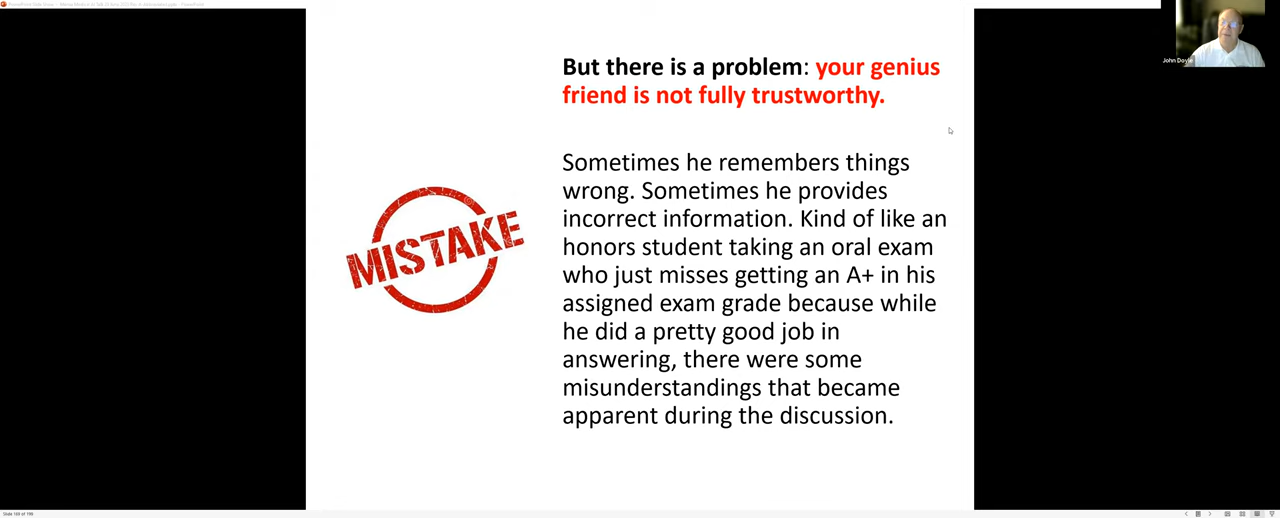 But there is a problem: your genius
friend is not fully trustworthy.
John Doyle
Sometimes he remembers things
wrong. Sometimes he provides
incorrect information. Kind of like an
honors student taking an oral exam
who just misses getting an A+ in his
assigned exam grade because while
he did a pretty good job in
answering, there were some
misunderstandings that became
apparent during the discussion.
MISTAKE